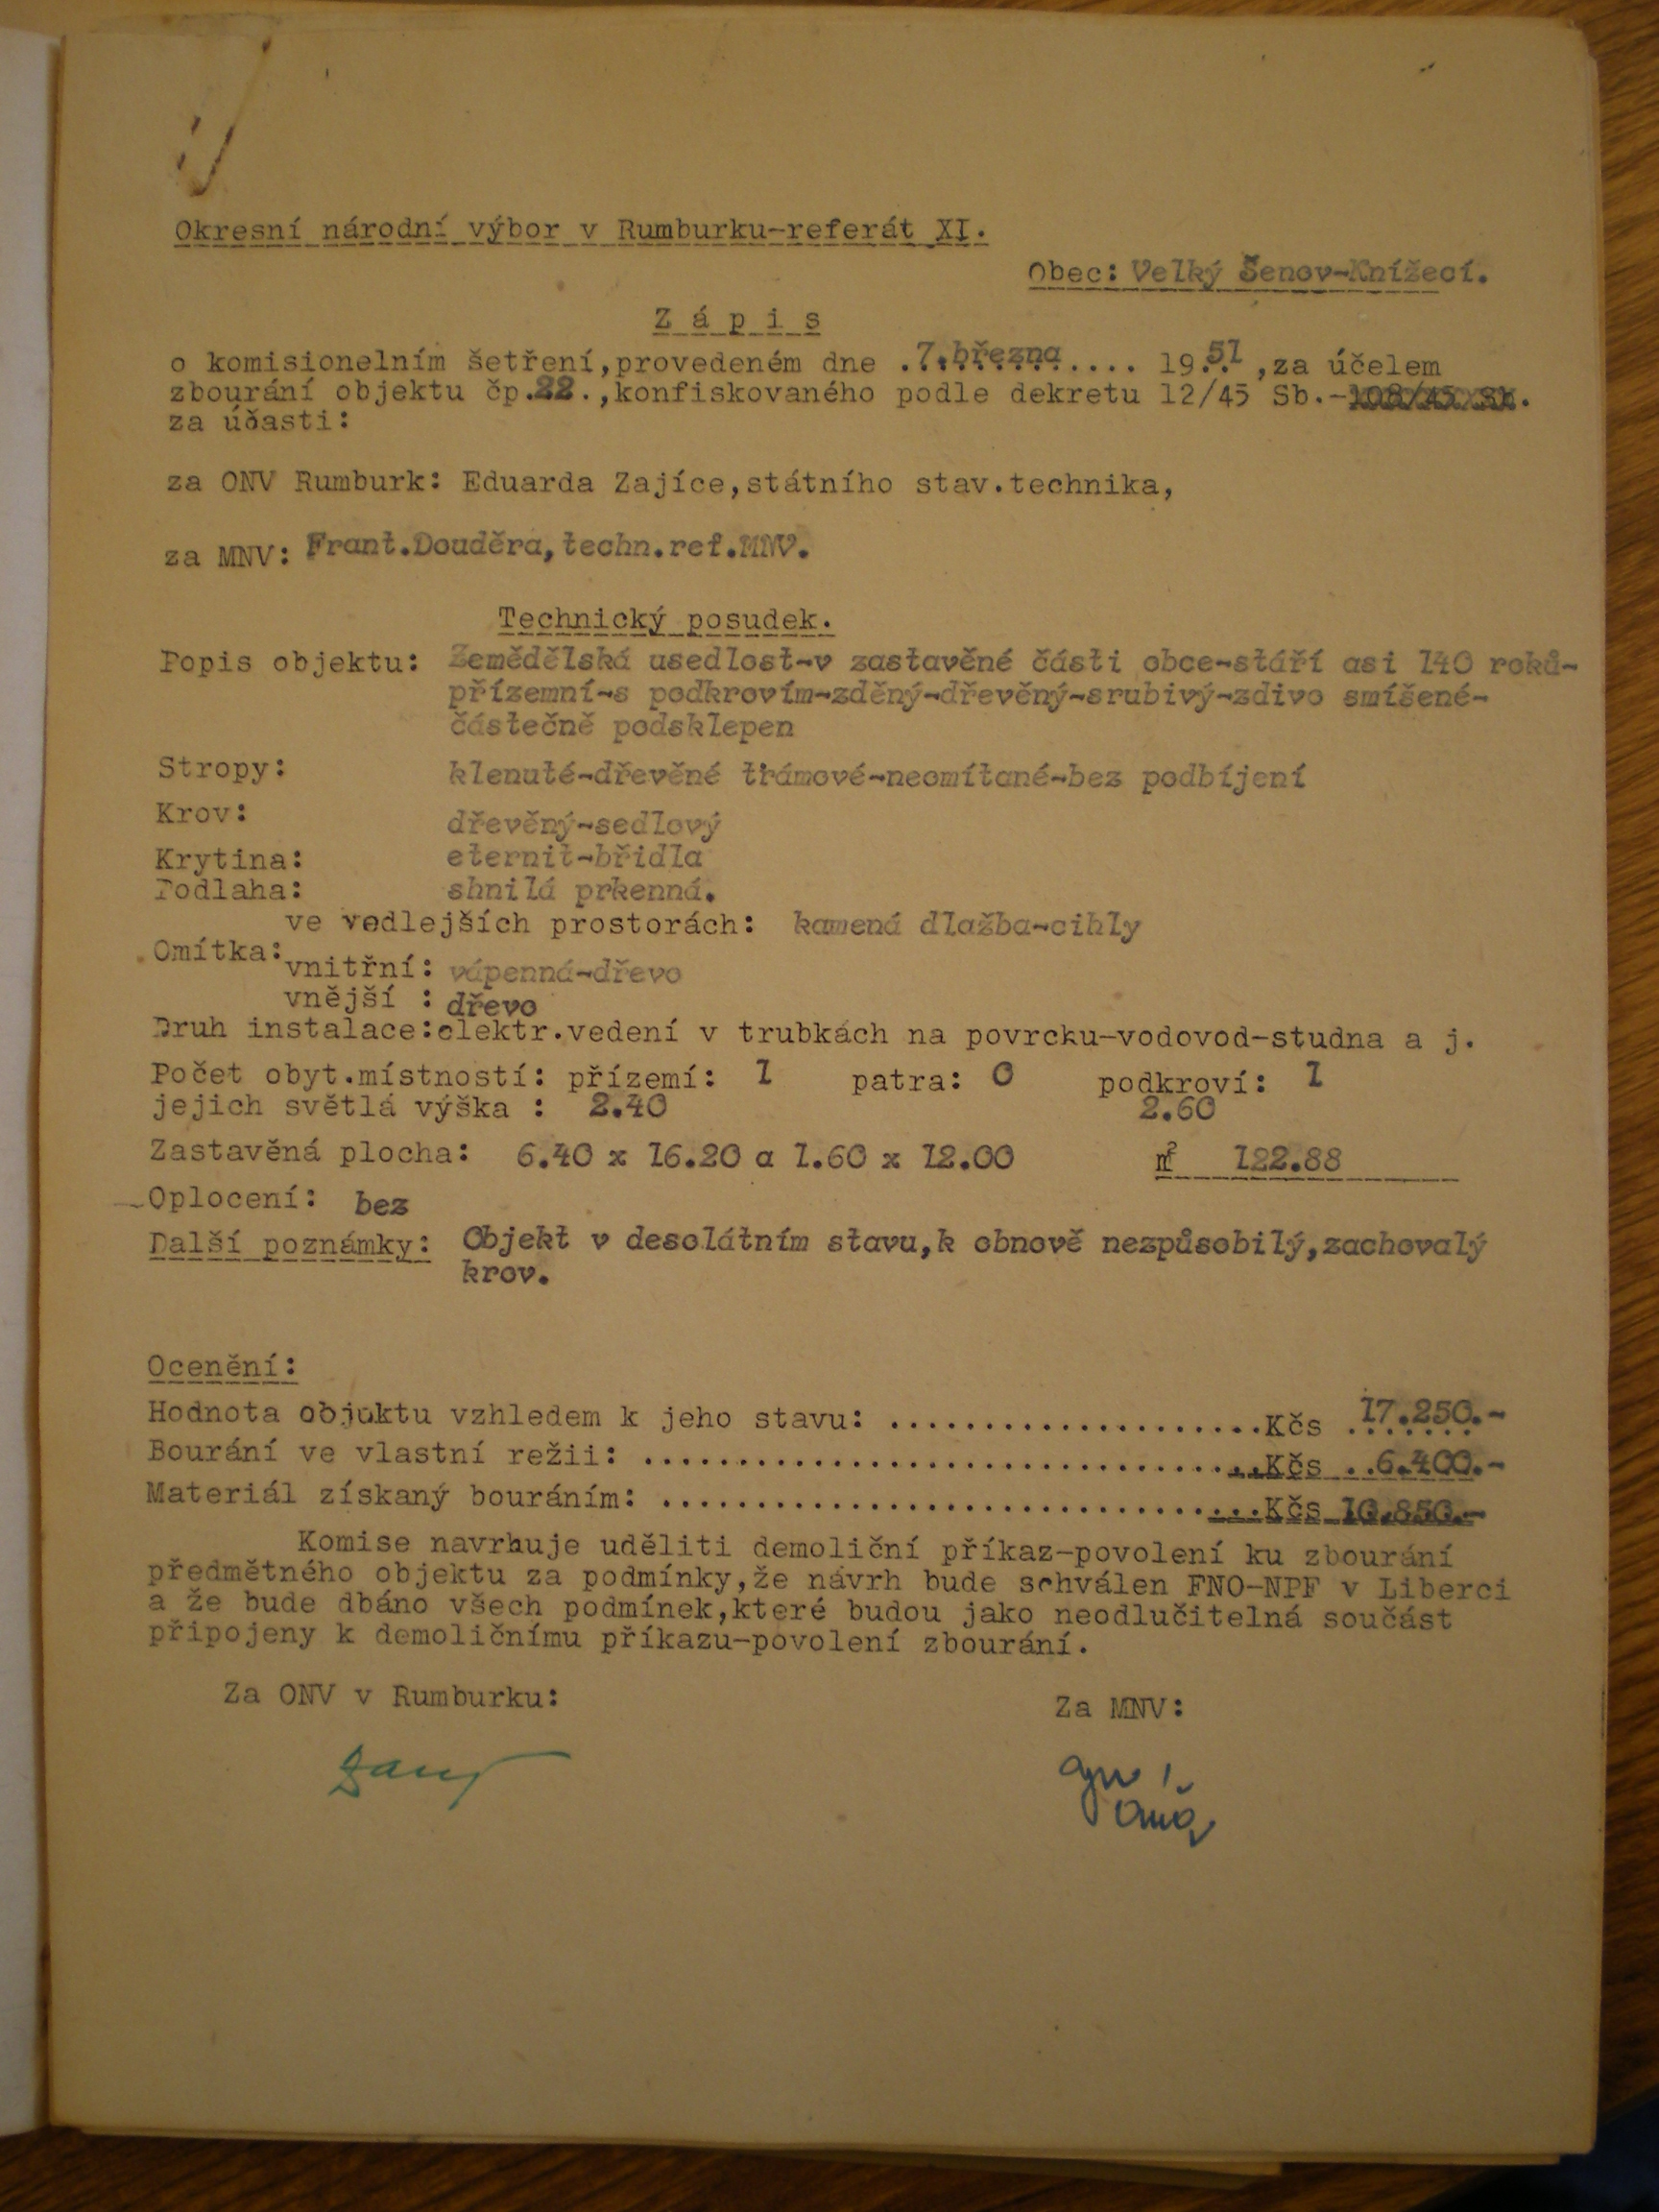 Okresní národní výbor v Rumburku-referát XI.
Obec: Velký Šenov-Knížecí.
Z á p i s
o komisionelním šetření,provedeném dne .7.března.... 1951 ,za účelem
zbourání objektu čp.22.,konfiskovaného podle dekretu 12/45 Sb.-108/45 Sb.
za účasti:
za ONV Rumburk: Eduarda Zajíce,státního stav.technika,
za MNV: Frant.Douděra,techn.ref.MNV.
Technický posudek.
Popis objektu: Zemědělská usedlost-v zastavěné části obce-stáří asi 140 roků-
přízemní-s podkrovím-zděný-dřevěný-srubivý-zdivo smíšené-
částečně podsklepen
Stropy: klenuté-dřevěné trámové-neomítané-bez podbíjení
Krov: dřevěný-sedlový
Krytina: eternit-břidla
Podlaha: shnilá prkenná.
ve vedlejších prostorách: kamená dlažba-cihly
Omítka: vnitřní: vápenná-dřevo
vnější : dřevo
Druh instalace:elektr.vedení v trubkách na povrcku-vodovod-studna a j.
Počet obyt.místností: přízemí: 1 patra: 0 podkroví: 1
jejich světlá výška : 2.40 2.60
Zastavěná plocha: 6.40 x 16.20 a 1.60 x 12.00 m² 122.88
Oplocení: bez
Další poznámky: Objekt v desolátním stavu,k obnově nezpůsobilý,zachovalý
krov.
Ocenění:
Hodnota objektu vzhledem k jeho stavu: ....................Kčs 17.250.-
Bourání ve vlastní režii: ..................................Kčs ..6.400.-
Materiál získaný bouráním: .................................Kčs 10.850.-
Komise navrhuje uděliti demoliční příkaz-povolení ku zbourání
předmětného objektu za podmínky,že návrh bude schválen FNO-NPF v Liberci
a že bude dbáno všech podmínek,které budou jako neodlučitelná součást
připojeny k demoličnímu příkazu-povolení zbourání.
Za ONV v Rumburku: Za MNV: